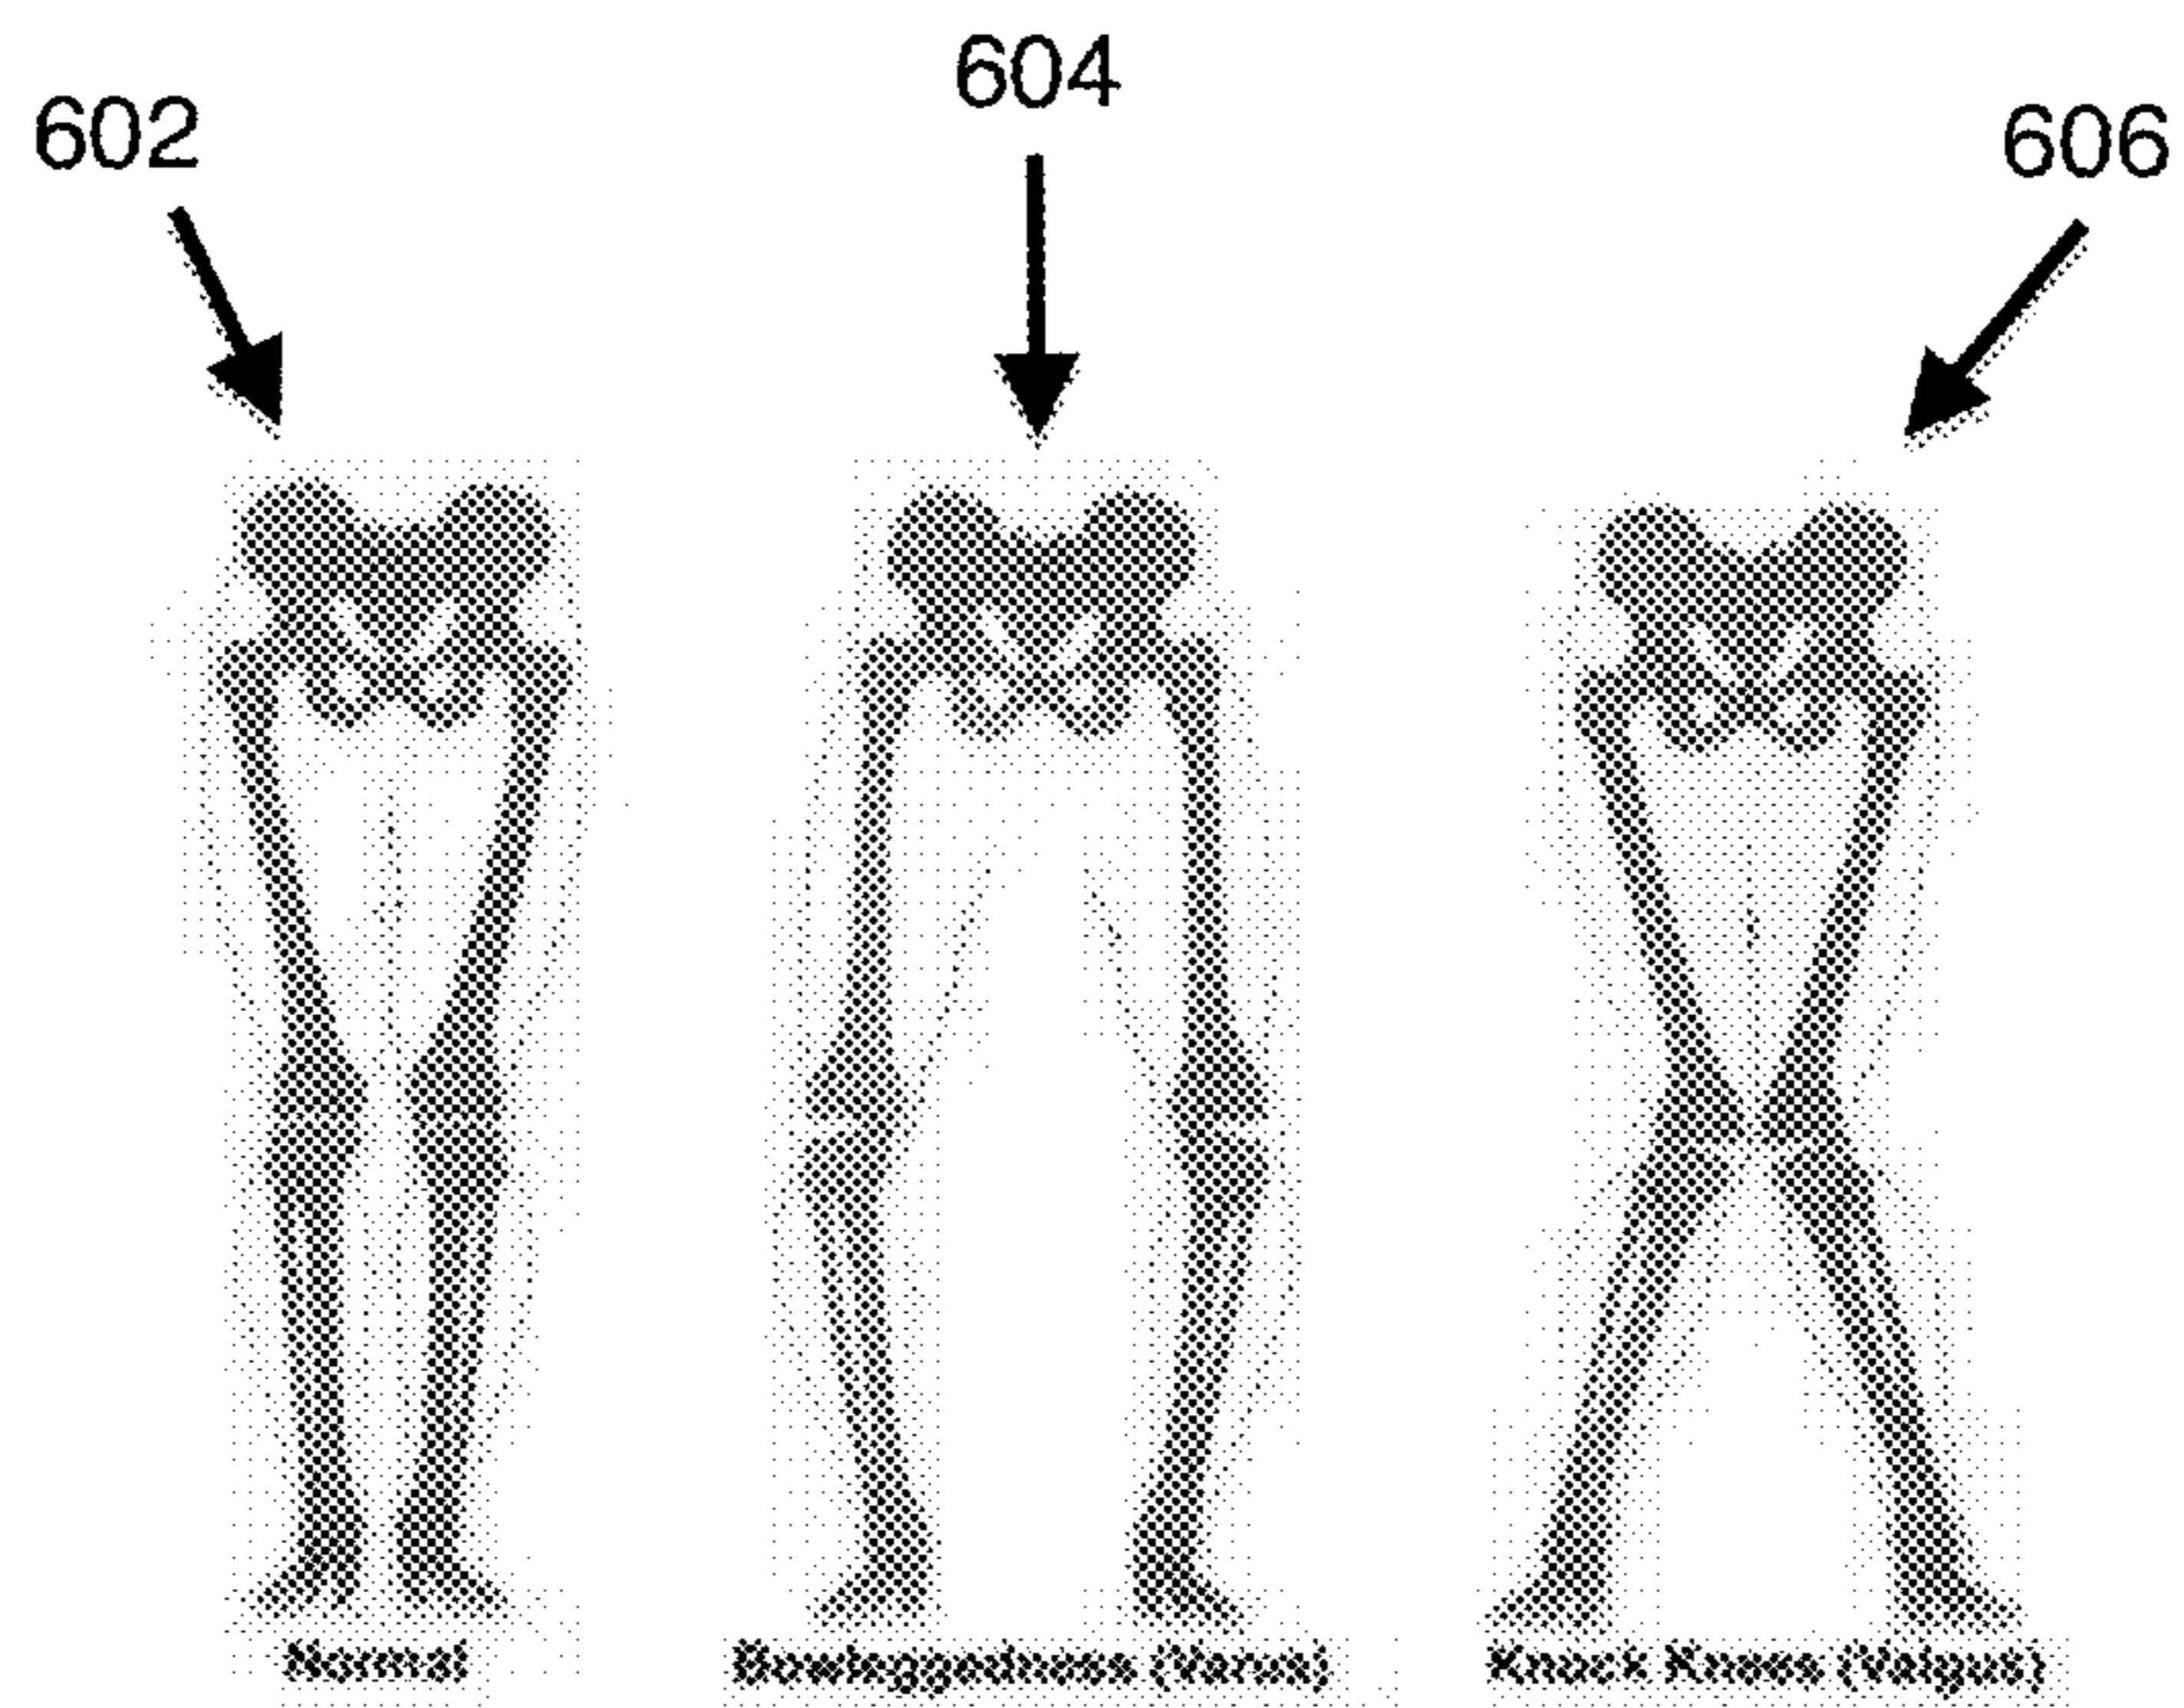 604
602
606
Normal
Bowleggedness (Varus)
Knock Knees (Valgus)